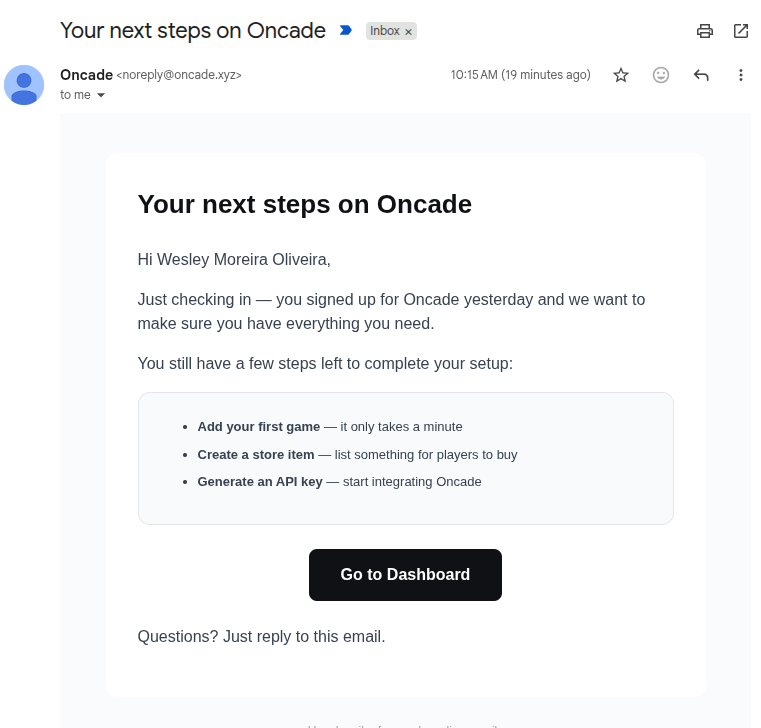 Your next steps on Oncade Inbox ×
Oncade <noreply@oncade.xyz> 10:15 AM (19 minutes ago)
to me
Your next steps on Oncade
Hi Wesley Moreira Oliveira,
Just checking in — you signed up for Oncade yesterday and we want to
make sure you have everything you need.
You still have a few steps left to complete your setup:
• Add your first game — it only takes a minute
• Create a store item — list something for players to buy
• Generate an API key — start integrating Oncade
Go to Dashboard
Questions? Just reply to this email.